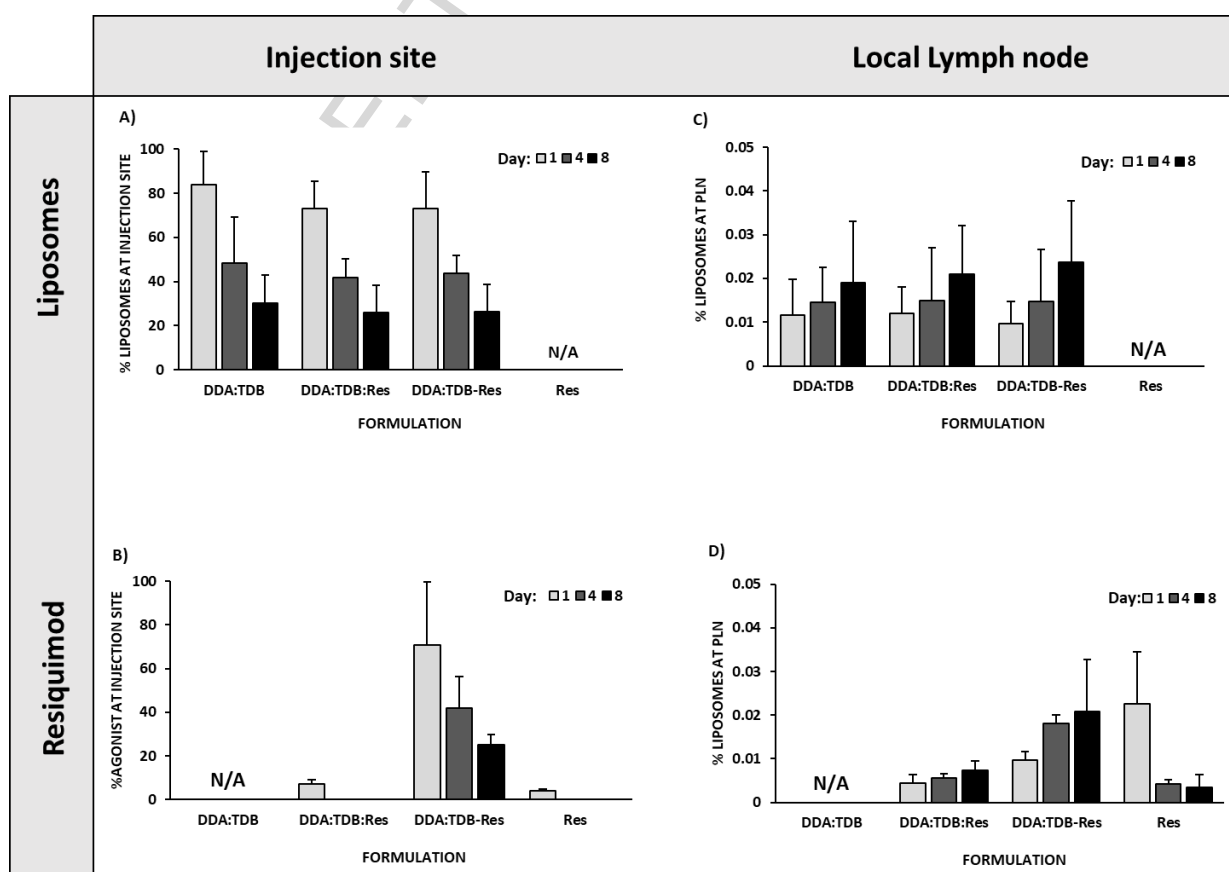 Injection site
Local Lymph node
Liposomes
A)
Day: 1 4 8
% LIPOSOMES AT INJECTION SITE
100
80
60
40
20
0
N/A
DDA:TDB DDA:TDB:Res DDA:TDB-Res Res
FORMULATION
C)
Day: 1 4 8
% LIPOSOMES AT PLN
0.05
0.04
0.03
0.02
0.01
0
N/A
DDA:TDB DDA:TDB:Res DDA:TDB-Res Res
FORMULATION
Resiquimod
B)
Day: 1 4 8
%AGONIST AT INJECTION SITE
100
80
60
40
20
0
N/A
DDA:TDB DDA:TDB:Res DDA:TDB-Res Res
FORMULATION
D)
Day: 1 4 8
% LIPOSOMES AT PLN
0.05
0.04
0.03
0.02
0.01
0
N/A
DDA:TDB DDA:TDB:Res DDA:TDB-Res Res
FORMULATION